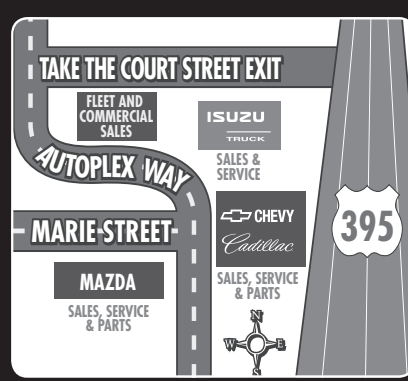 TAKE THE COURT STREET EXIT
FLEET AND
COMMERCIAL
SALES
ISUZU
TRUCK
SALES &
SERVICE
AUTOPLEX WAY
CHEVY
Cadillac
395
MARIE STREET
MAZDA
SALES, SERVICE
& PARTS
SALES, SERVICE
& PARTS
N
W E
S